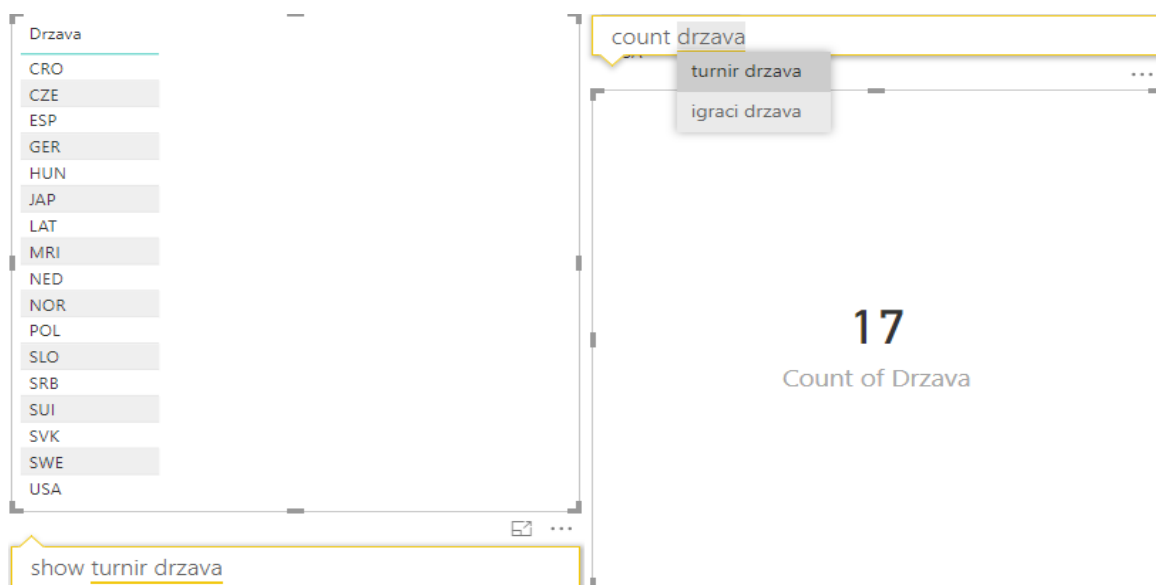 Drzava
CRO
CZE
ESP
GER
HUN
JAP
LAT
MRI
NED
NOR
POL
SLO
SRB
SUI
SVK
SWE
USA
show turnir drzava
count drzava
turnir drzava
igraci drzava
17
Count of Drzava